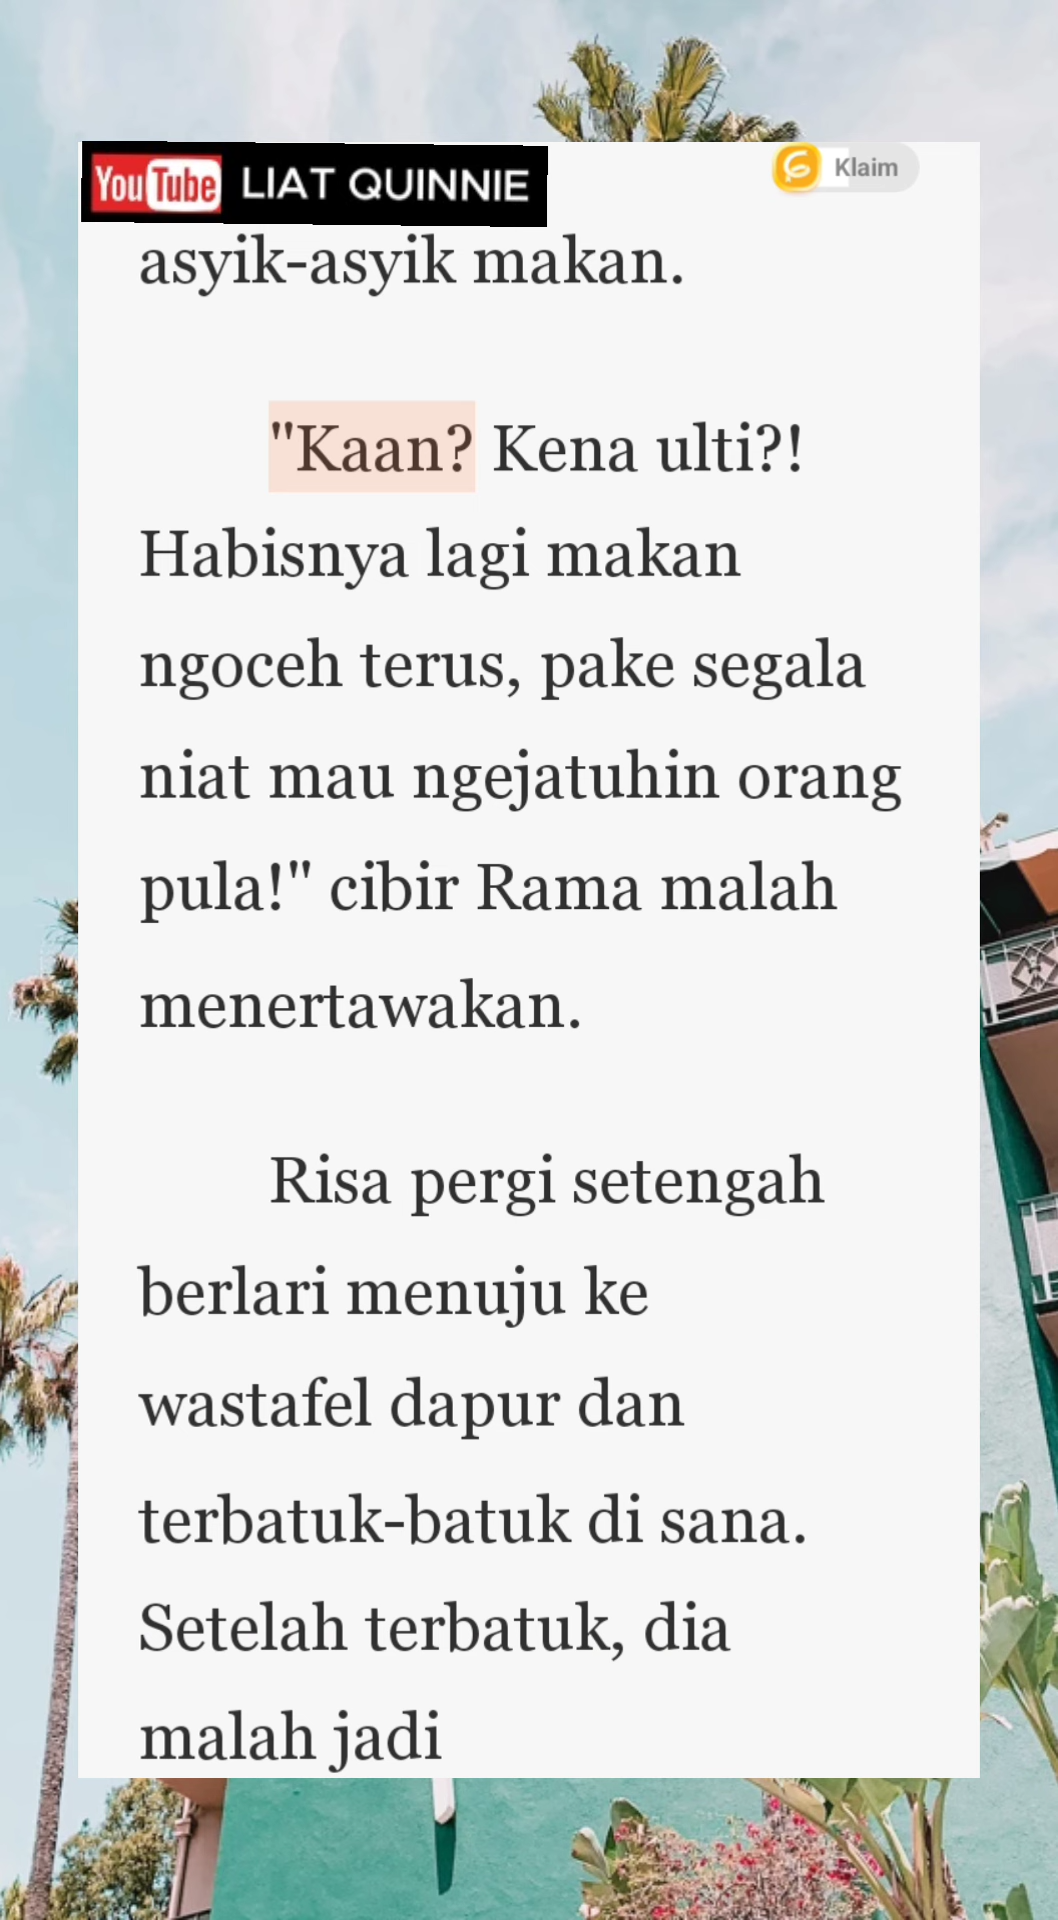 YouTube LIAT QUINNIE
Klaim
asyik-asyik makan.
"Kaan? Kena ulti?!
Habisnya lagi makan
ngoceh terus, pake segala
niat mau ngejatuhin orang
pula!" cibir Rama malah
menertawakan.
Risa pergi setengah
berlari menuju ke
wastafel dapur dan
terbatuk-batuk di sana.
Setelah terbatuk, dia
malah jadi